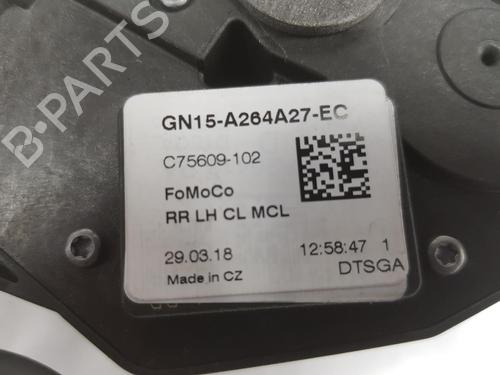 B-PARTS
GN15-A264A27-EC
C75609-102
FoMoCo
RR LH CL MCL
29.03.18 12:58:47 1
Made in CZ DTSGA